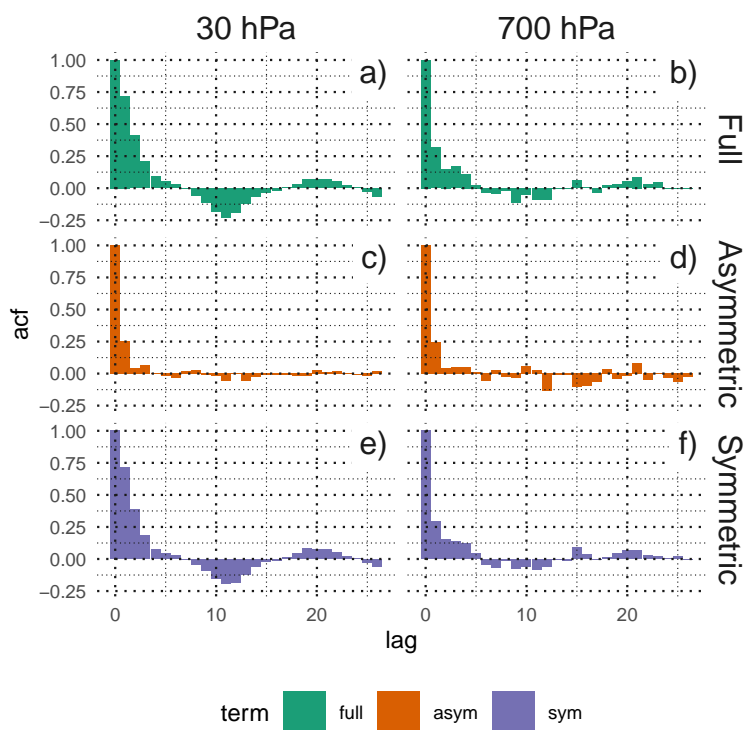 30 hPa 700 hPa
1.00 a) b)
0.75
0.50
0.25
0.00
−0.25
Full
1.00 c) d)
0.75
0.50
0.25
0.00
−0.25
Asymmetric
acf
1.00 e) f)
0.75
0.50
0.25
0.00
−0.25
Symmetric
0 10 20 0 10 20
lag
term full asym sym